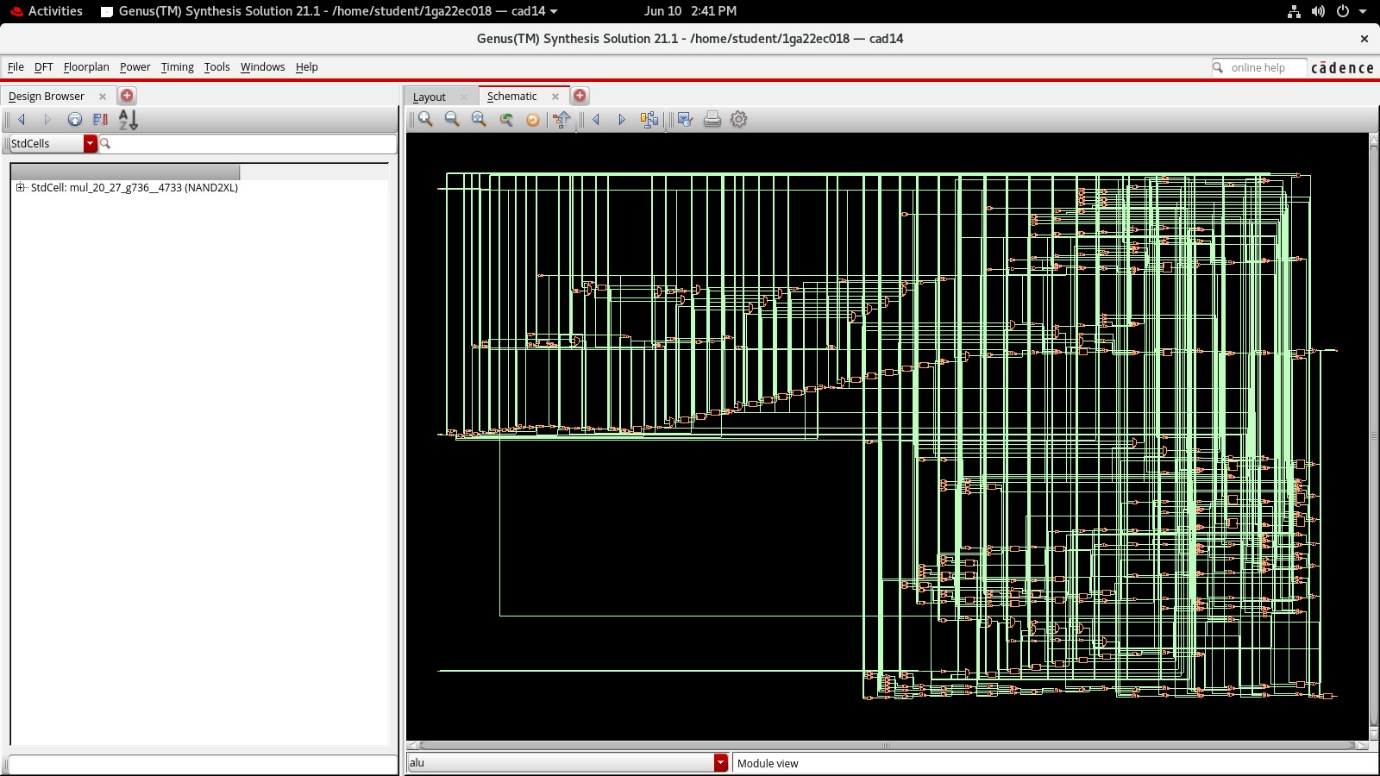 Activities Genus(TM) Synthesis Solution 21.1 - /home/student/1ga22ec018 — cad14 Jun 10 2:41 PM
Genus(TM) Synthesis Solution 21.1 - /home/student/1ga22ec018 — cad14
File DFT Floorplan Power Timing Tools Windows Help online help cādence
Design Browser Layout Schematic
A
Z
StdCells
StdCell: mul_20_27_g736__4733 (NAND2XL)
alu Module view